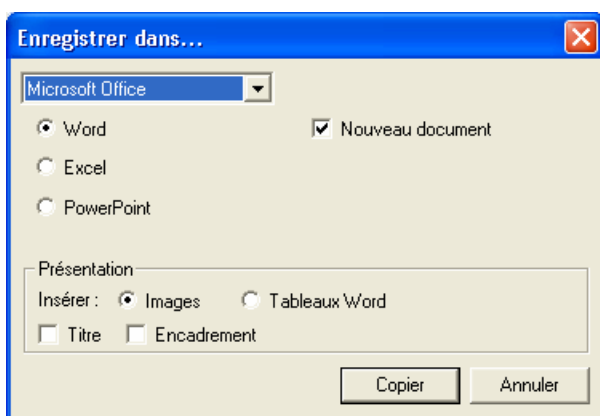 Enregistrer dans...
Microsoft Office
Word
Nouveau document
Excel
PowerPoint
Présentation
Insérer : Images Tableaux Word
Titre Encadrement
Copier Annuler